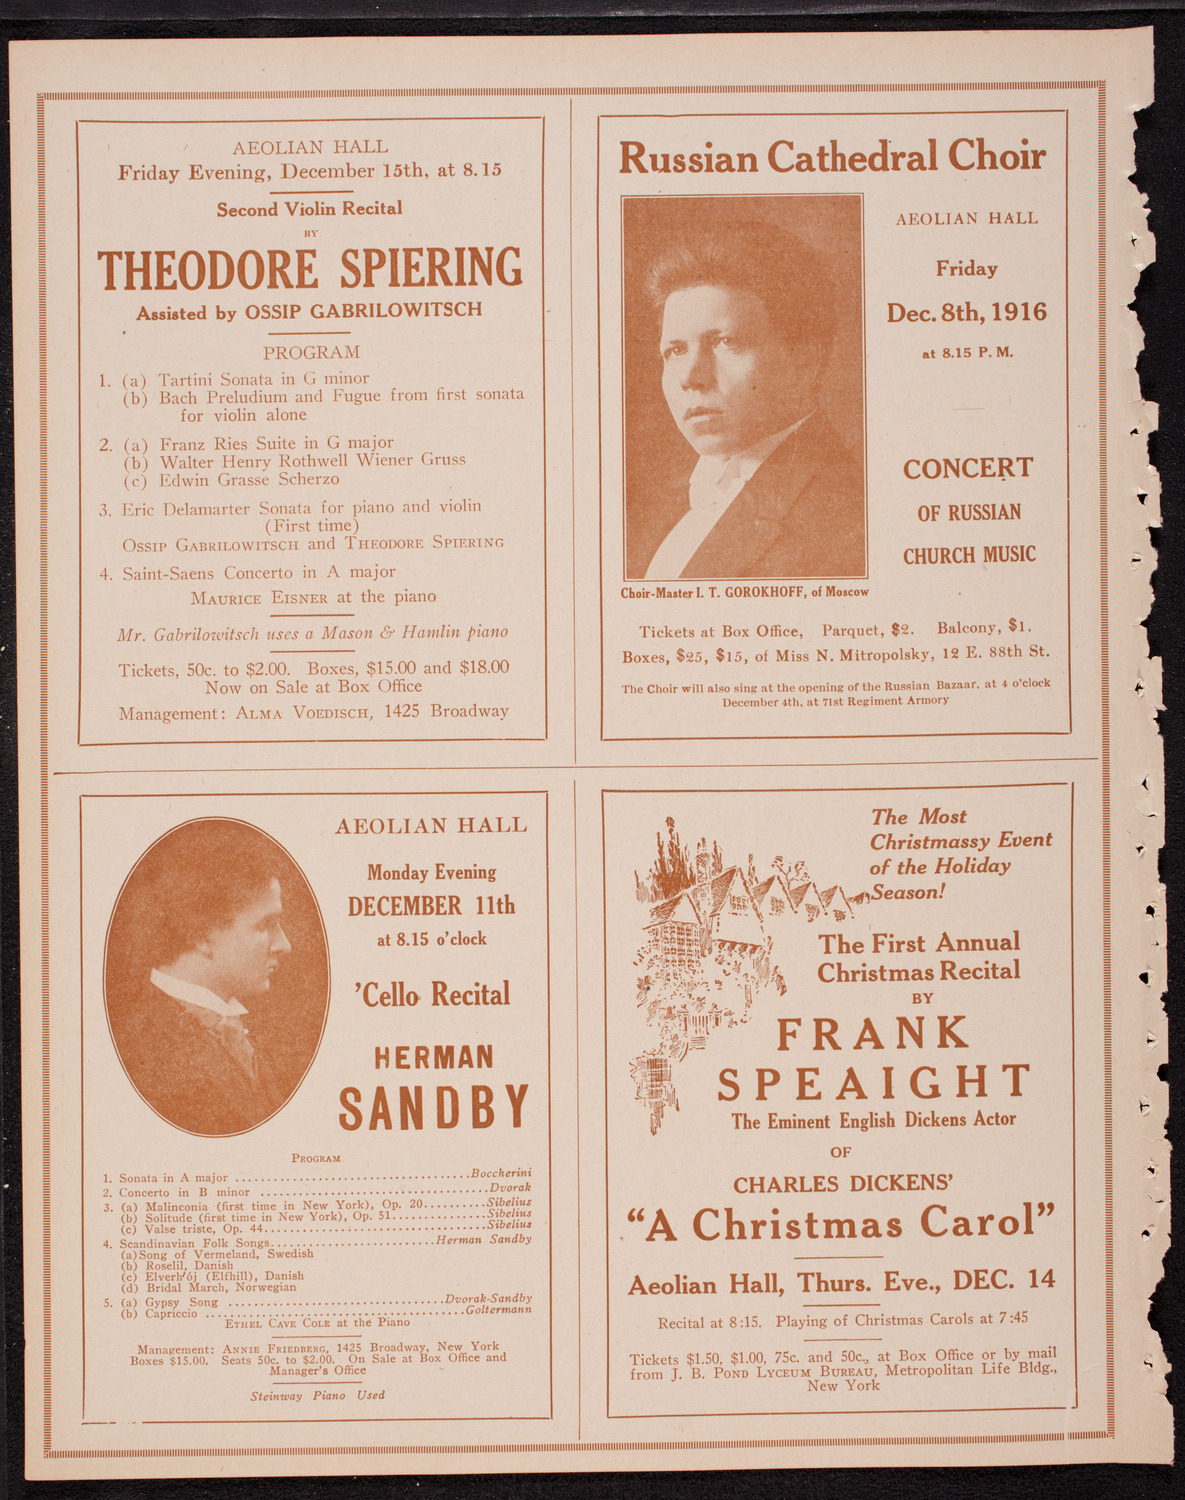 AEOLIAN HALL
Friday Evening, December 15th, at 8.15
Second Violin Recital
BY
THEODORE SPIERING
Assisted by OSSIP GABRILOWITSCH
PROGRAM
1. (a) Tartini Sonata in G minor
(b) Bach Preludium and Fugue from first sonata
for violin alone
2. (a) Franz Ries Suite in G major
(b) Walter Henry Rothwell Wiener Gruss
(c) Edwin Grasse Scherzo
3. Eric Delamarter Sonata for piano and violin
(First time)
OSSIP GABRILOWITSCH and THEODORE SPIERING
4. Saint-Saens Concerto in A major
MAURICE EISNER at the piano
Mr. Gabrilowitsch uses a Mason & Hamlin piano
Tickets, 50c. to $2.00. Boxes, $15.00 and $18.00
Now on Sale at Box Office
Management: ALMA VOEDISCH, 1425 Broadway
Russian Cathedral Choir
AEOLIAN HALL
Friday
Dec. 8th, 1916
at 8.15 P. M.
CONCERT
OF RUSSIAN
CHURCH MUSIC
Choir-Master I. T. GOROKHOFF, of Moscow
Tickets at Box Office, Parquet, $2. Balcony, $1.
Boxes, $25, $15, of Miss N. Mitropolsky, 12 E. 88th St.
The Choir will also sing at the opening of the Russian Bazaar, at 4 o'clock
December 4th, at 71st Regiment Armory
AEOLIAN HALL
Monday Evening
DECEMBER 11th
at 8.15 o'clock
'Cello Recital
HERMAN
SANDBY
PROGRAM
1. Sonata in A major ................................Boccherini
2. Concerto in B minor ................................Dvorak
3. (a) Malinconia (first time in New York), Op. 20.........Sibelius
(b) Solitude (first time in New York), Op. 51..............Sibelius
(c) Valse triste, Op. 44................................Sibelius
4. Scandinavian Folk Songs.......................Herman Sandby
(a) Song of Vermeland, Swedish
(b) Roselil, Danish
(c) Elverhöj (Elfhill), Danish
(d) Bridal March, Norwegian
5. (a) Gypsy Song ................................Dvorak-Sandby
(b) Capriccio ......................................Goltermann
ETHEL CAVE COLE at the Piano
Management: ANNIE FRIEDBERG, 1425 Broadway, New York
Boxes $15.00. Seats 50c. to $2.00. On Sale at Box Office and
Manager's Office
Steinway Piano Used
The Most
Christmassy Event
of the Holiday
Season!
The First Annual
Christmas Recital
BY
FRANK
SPEAIGHT
The Eminent English Dickens Actor
OF
CHARLES DICKENS'
"A Christmas Carol"
Aeolian Hall, Thurs. Eve., DEC. 14
Recital at 8:15. Playing of Christmas Carols at 7:45
Tickets $1.50, $1.00, 75c. and 50c., at Box Office or by mail
from J. B. POND LYCEUM BUREAU, Metropolitan Life Bldg.,
New York